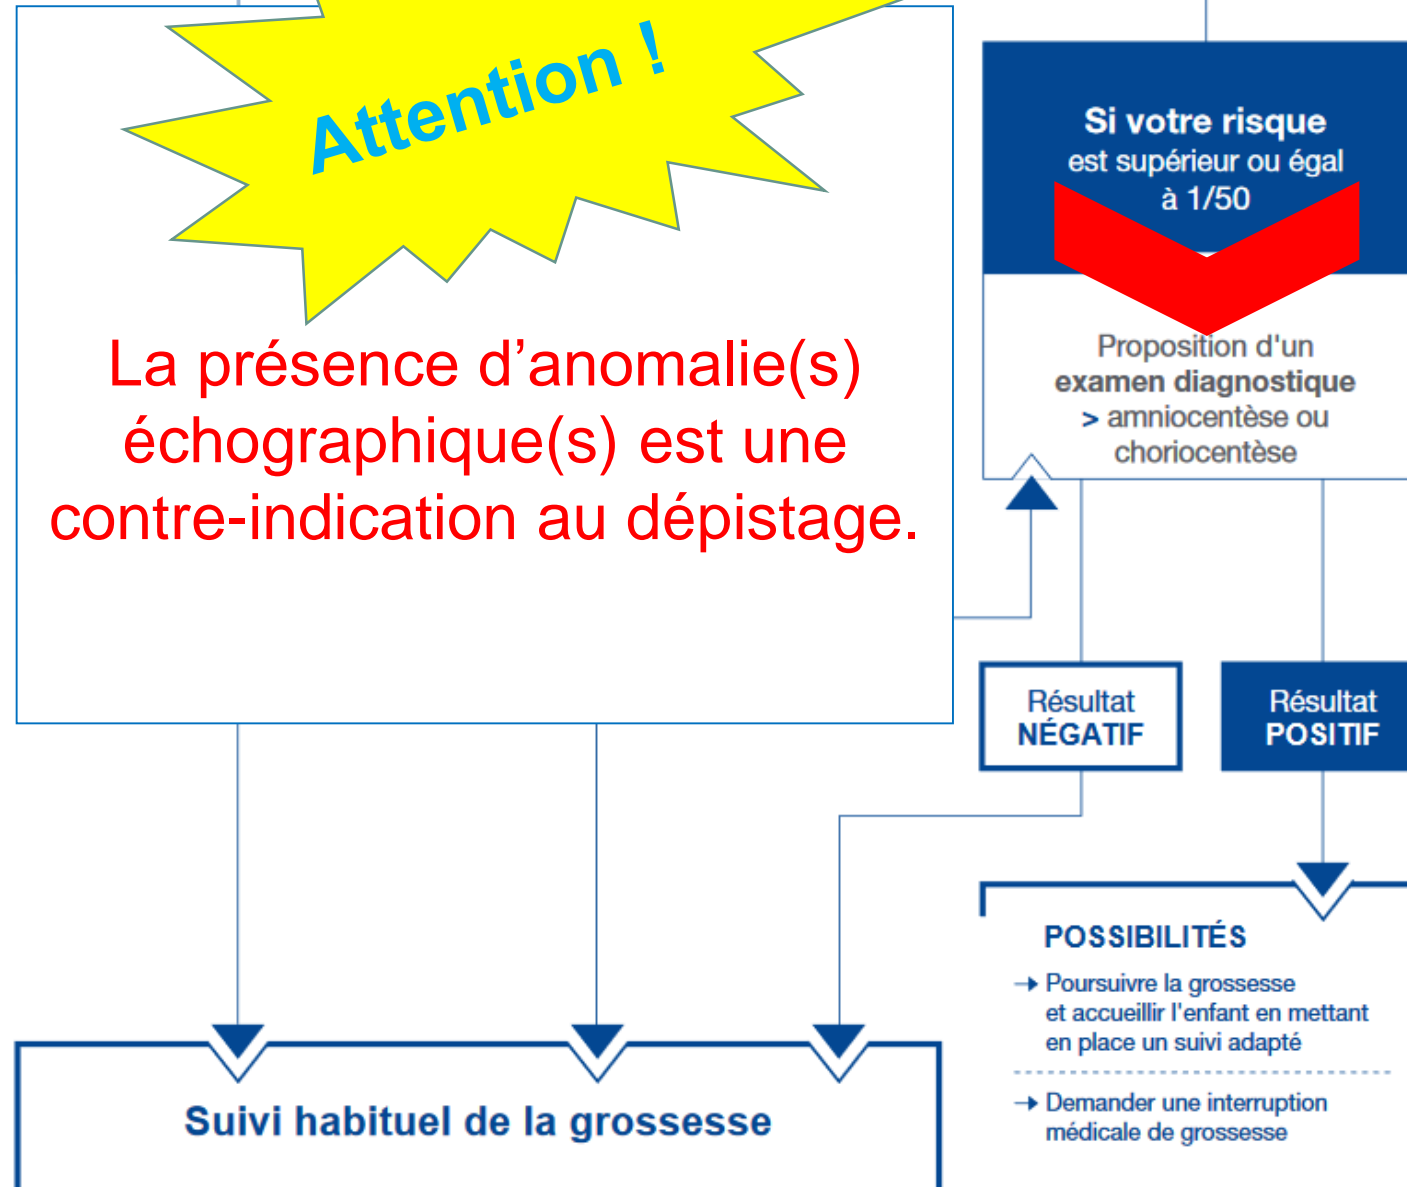 Attention !
La présence d’anomalie(s)
échographique(s) est une
contre-indication au dépistage.
Si votre risque
est supérieur ou égal
à 1/50
Proposition d'un
examen diagnostique
> amniocentèse ou
choriocentèse
Résultat
NÉGATIF
Résultat
POSITIF
POSSIBILITÉS
→ Poursuivre la grossesse
et accueillir l'enfant en mettant
en place un suivi adapté
→ Demander une interruption
médicale de grossesse
Suivi habituel de la grossesse